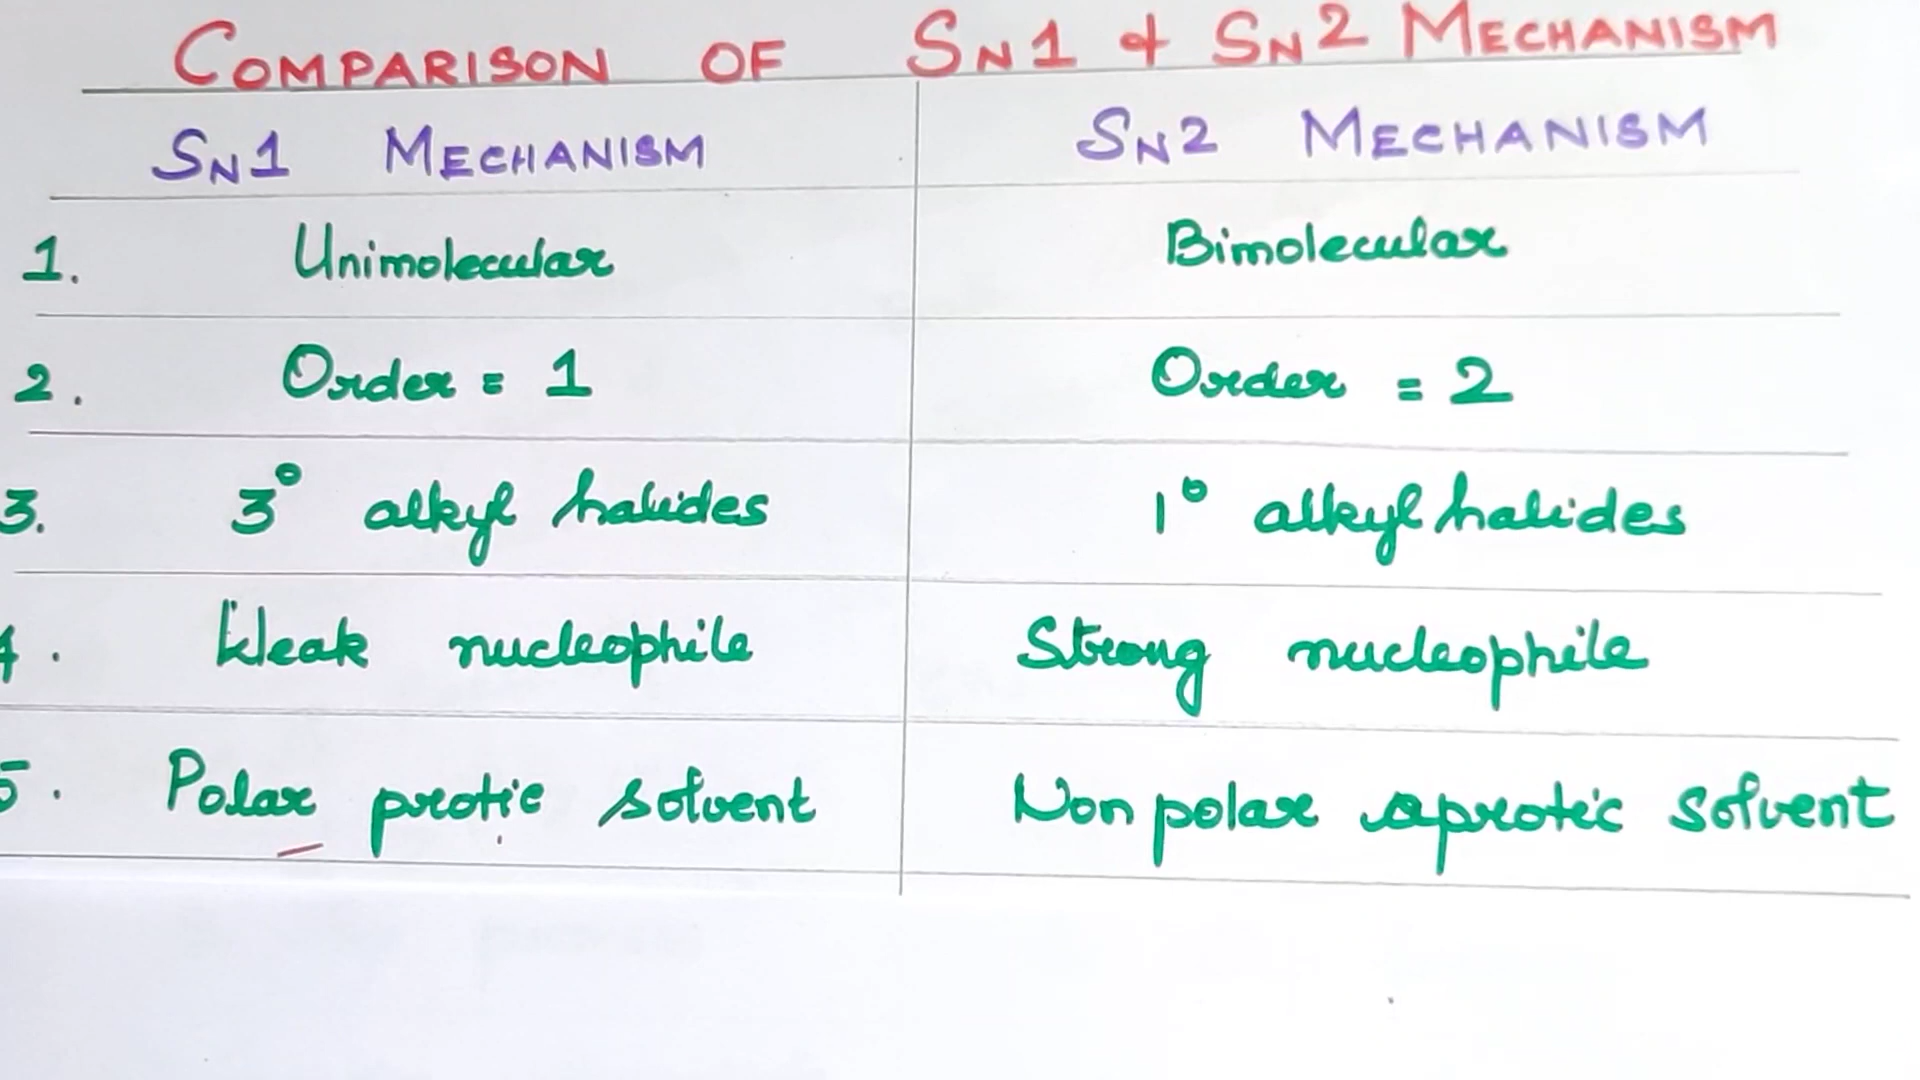 COMPARISON OF SN1 & SN2 MECHANISM
SN1 MECHANISM SN2 MECHANISM
1. Unimolecular Bimolecular
2. Order = 1 Order = 2
3. 3° alkyl halides 1° alkyl halides
4. Weak nucleophile Strong nucleophile
5. Polar protic solvent Non polar aprotic solvent